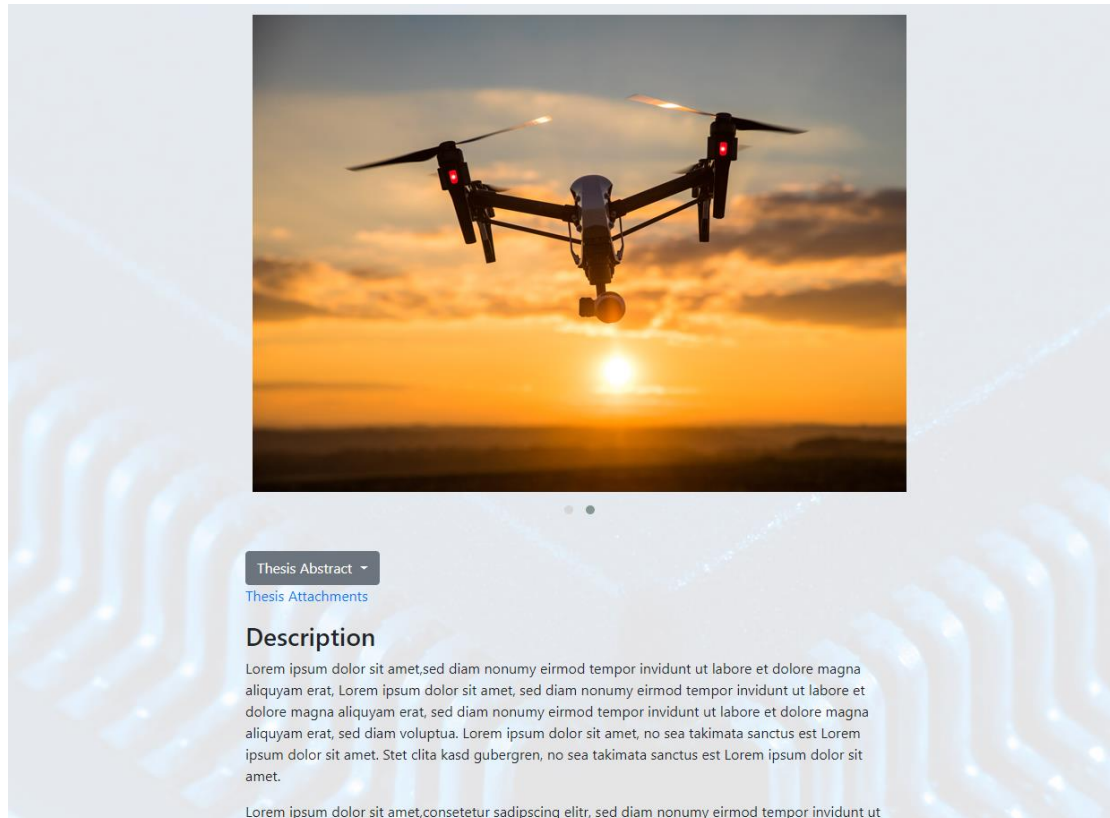 Thesis Abstract
Thesis Attachments
Description
Lorem ipsum dolor sit amet,sed diam nonumy eirmod tempor invidunt ut labore et dolore magna
aliquyam erat, Lorem ipsum dolor sit amet, sed diam nonumy eirmod tempor invidunt ut labore et
dolore magna aliquyam erat, sed diam nonumy eirmod tempor invidunt ut labore et dolore magna
aliquyam erat, sed diam voluptua. Lorem ipsum dolor sit amet, no sea takimata sanctus est Lorem
ipsum dolor sit amet. Stet clita kasd gubergren, no sea takimata sanctus est Lorem ipsum dolor sit
amet.
Lorem ipsum dolor sit amet,consetetur sadipscing elitr, sed diam nonumy eirmod tempor invidunt ut